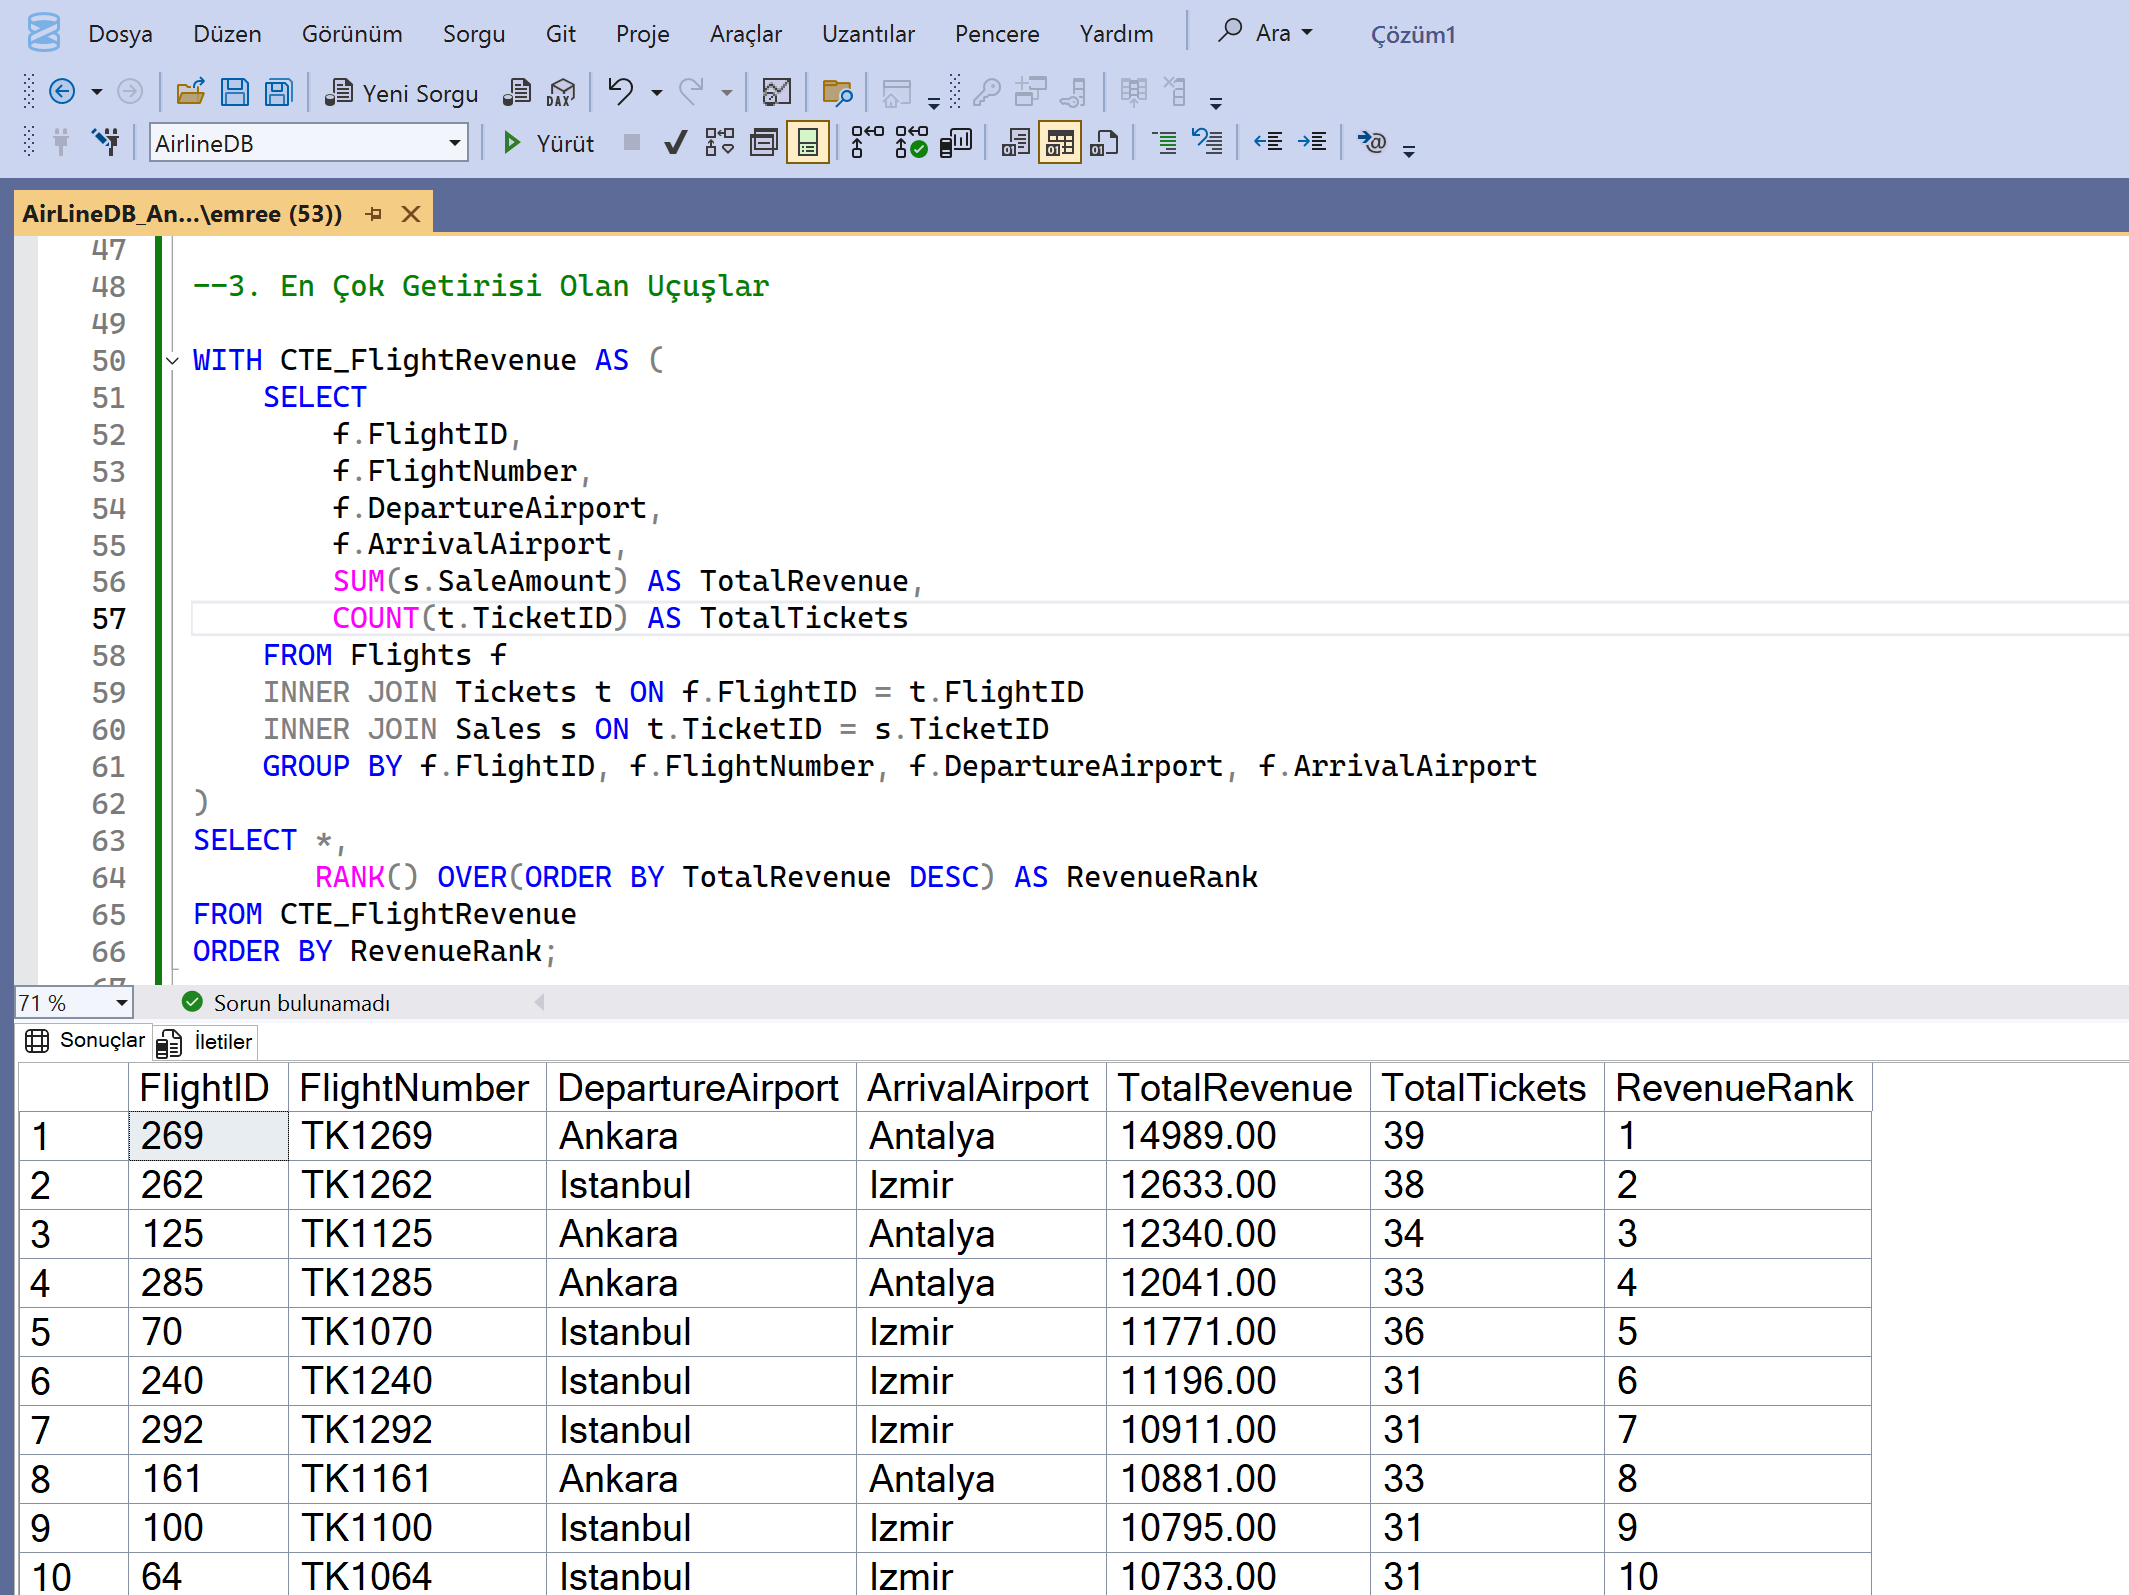 Dosya Düzen Görünüm Sorgu Git Proje Araçlar Uzantılar Pencere Yardım Ara Çözüm1
Yeni Sorgu DAX
AirlineDB Yürüt
AirLineDB_An...\emree (53))
47
48 --3. En Çok Getirisi Olan Uçuşlar
49
50 WITH CTE_FlightRevenue AS (
51 SELECT
52 f.FlightID,
53 f.FlightNumber,
54 f.DepartureAirport,
55 f.ArrivalAirport,
56 SUM(s.SaleAmount) AS TotalRevenue,
57 COUNT(t.TicketID) AS TotalTickets
58 FROM Flights f
59 INNER JOIN Tickets t ON f.FlightID = t.FlightID
60 INNER JOIN Sales s ON t.TicketID = s.TicketID
61 GROUP BY f.FlightID, f.FlightNumber, f.DepartureAirport, f.ArrivalAirport
62 )
63 SELECT *,
64 RANK() OVER(ORDER BY TotalRevenue DESC) AS RevenueRank
65 FROM CTE_FlightRevenue
66 ORDER BY RevenueRank;
67
71 % Sorun bulunamadı
Sonuçlar İletiler
FlightID FlightNumber DepartureAirport ArrivalAirport TotalRevenue TotalTickets RevenueRank
1 269 TK1269 Ankara Antalya 14989.00 39 1
2 262 TK1262 Istanbul Izmir 12633.00 38 2
3 125 TK1125 Ankara Antalya 12340.00 34 3
4 285 TK1285 Ankara Antalya 12041.00 33 4
5 70 TK1070 Istanbul Izmir 11771.00 36 5
6 240 TK1240 Istanbul Izmir 11196.00 31 6
7 292 TK1292 Istanbul Izmir 10911.00 31 7
8 161 TK1161 Ankara Antalya 10881.00 33 8
9 100 TK1100 Istanbul Izmir 10795.00 31 9
10 64 TK1064 Istanbul Izmir 10733.00 31 10